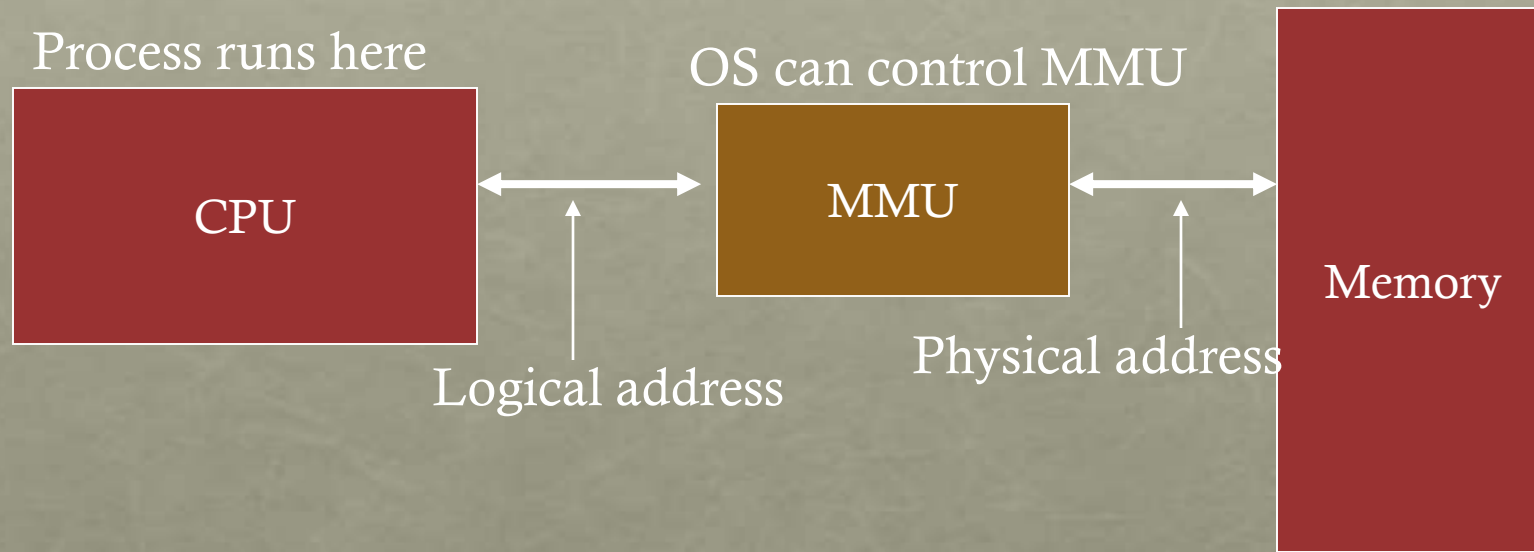 Process runs here
OS can control MMU
CPU
MMU
Memory
Logical address
Physical address